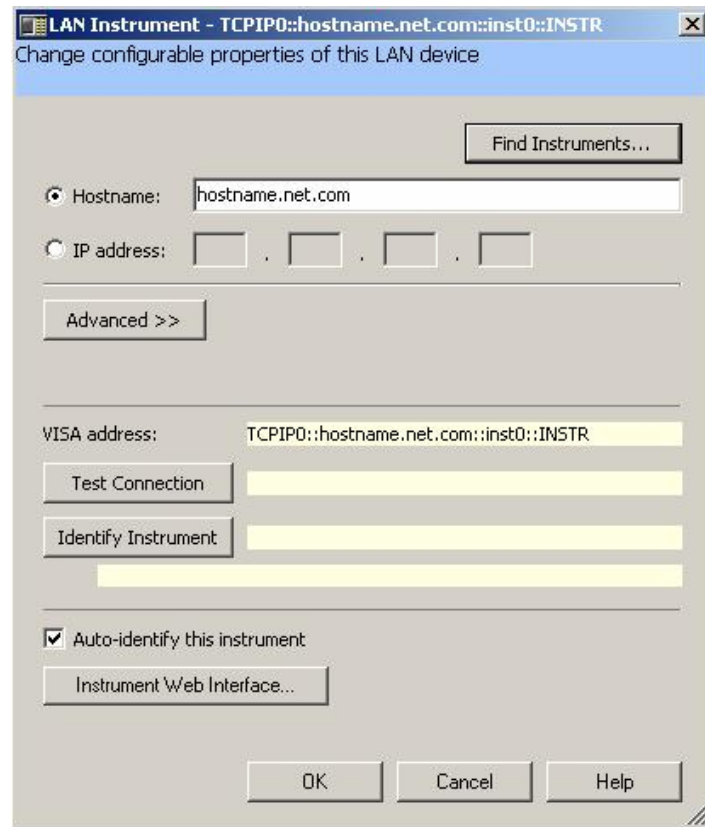 LAN Instrument - TCPIP0::hostname.net.com::inst0::INSTR
Change configurable properties of this LAN device
Find Instruments...
Hostname: hostname.net.com
IP address: . . .
Advanced >>
VISA address: TCPIP0::hostname.net.com::inst0::INSTR
Test Connection
Identify Instrument
Auto-identify this instrument
Instrument Web Interface...
OK Cancel Help